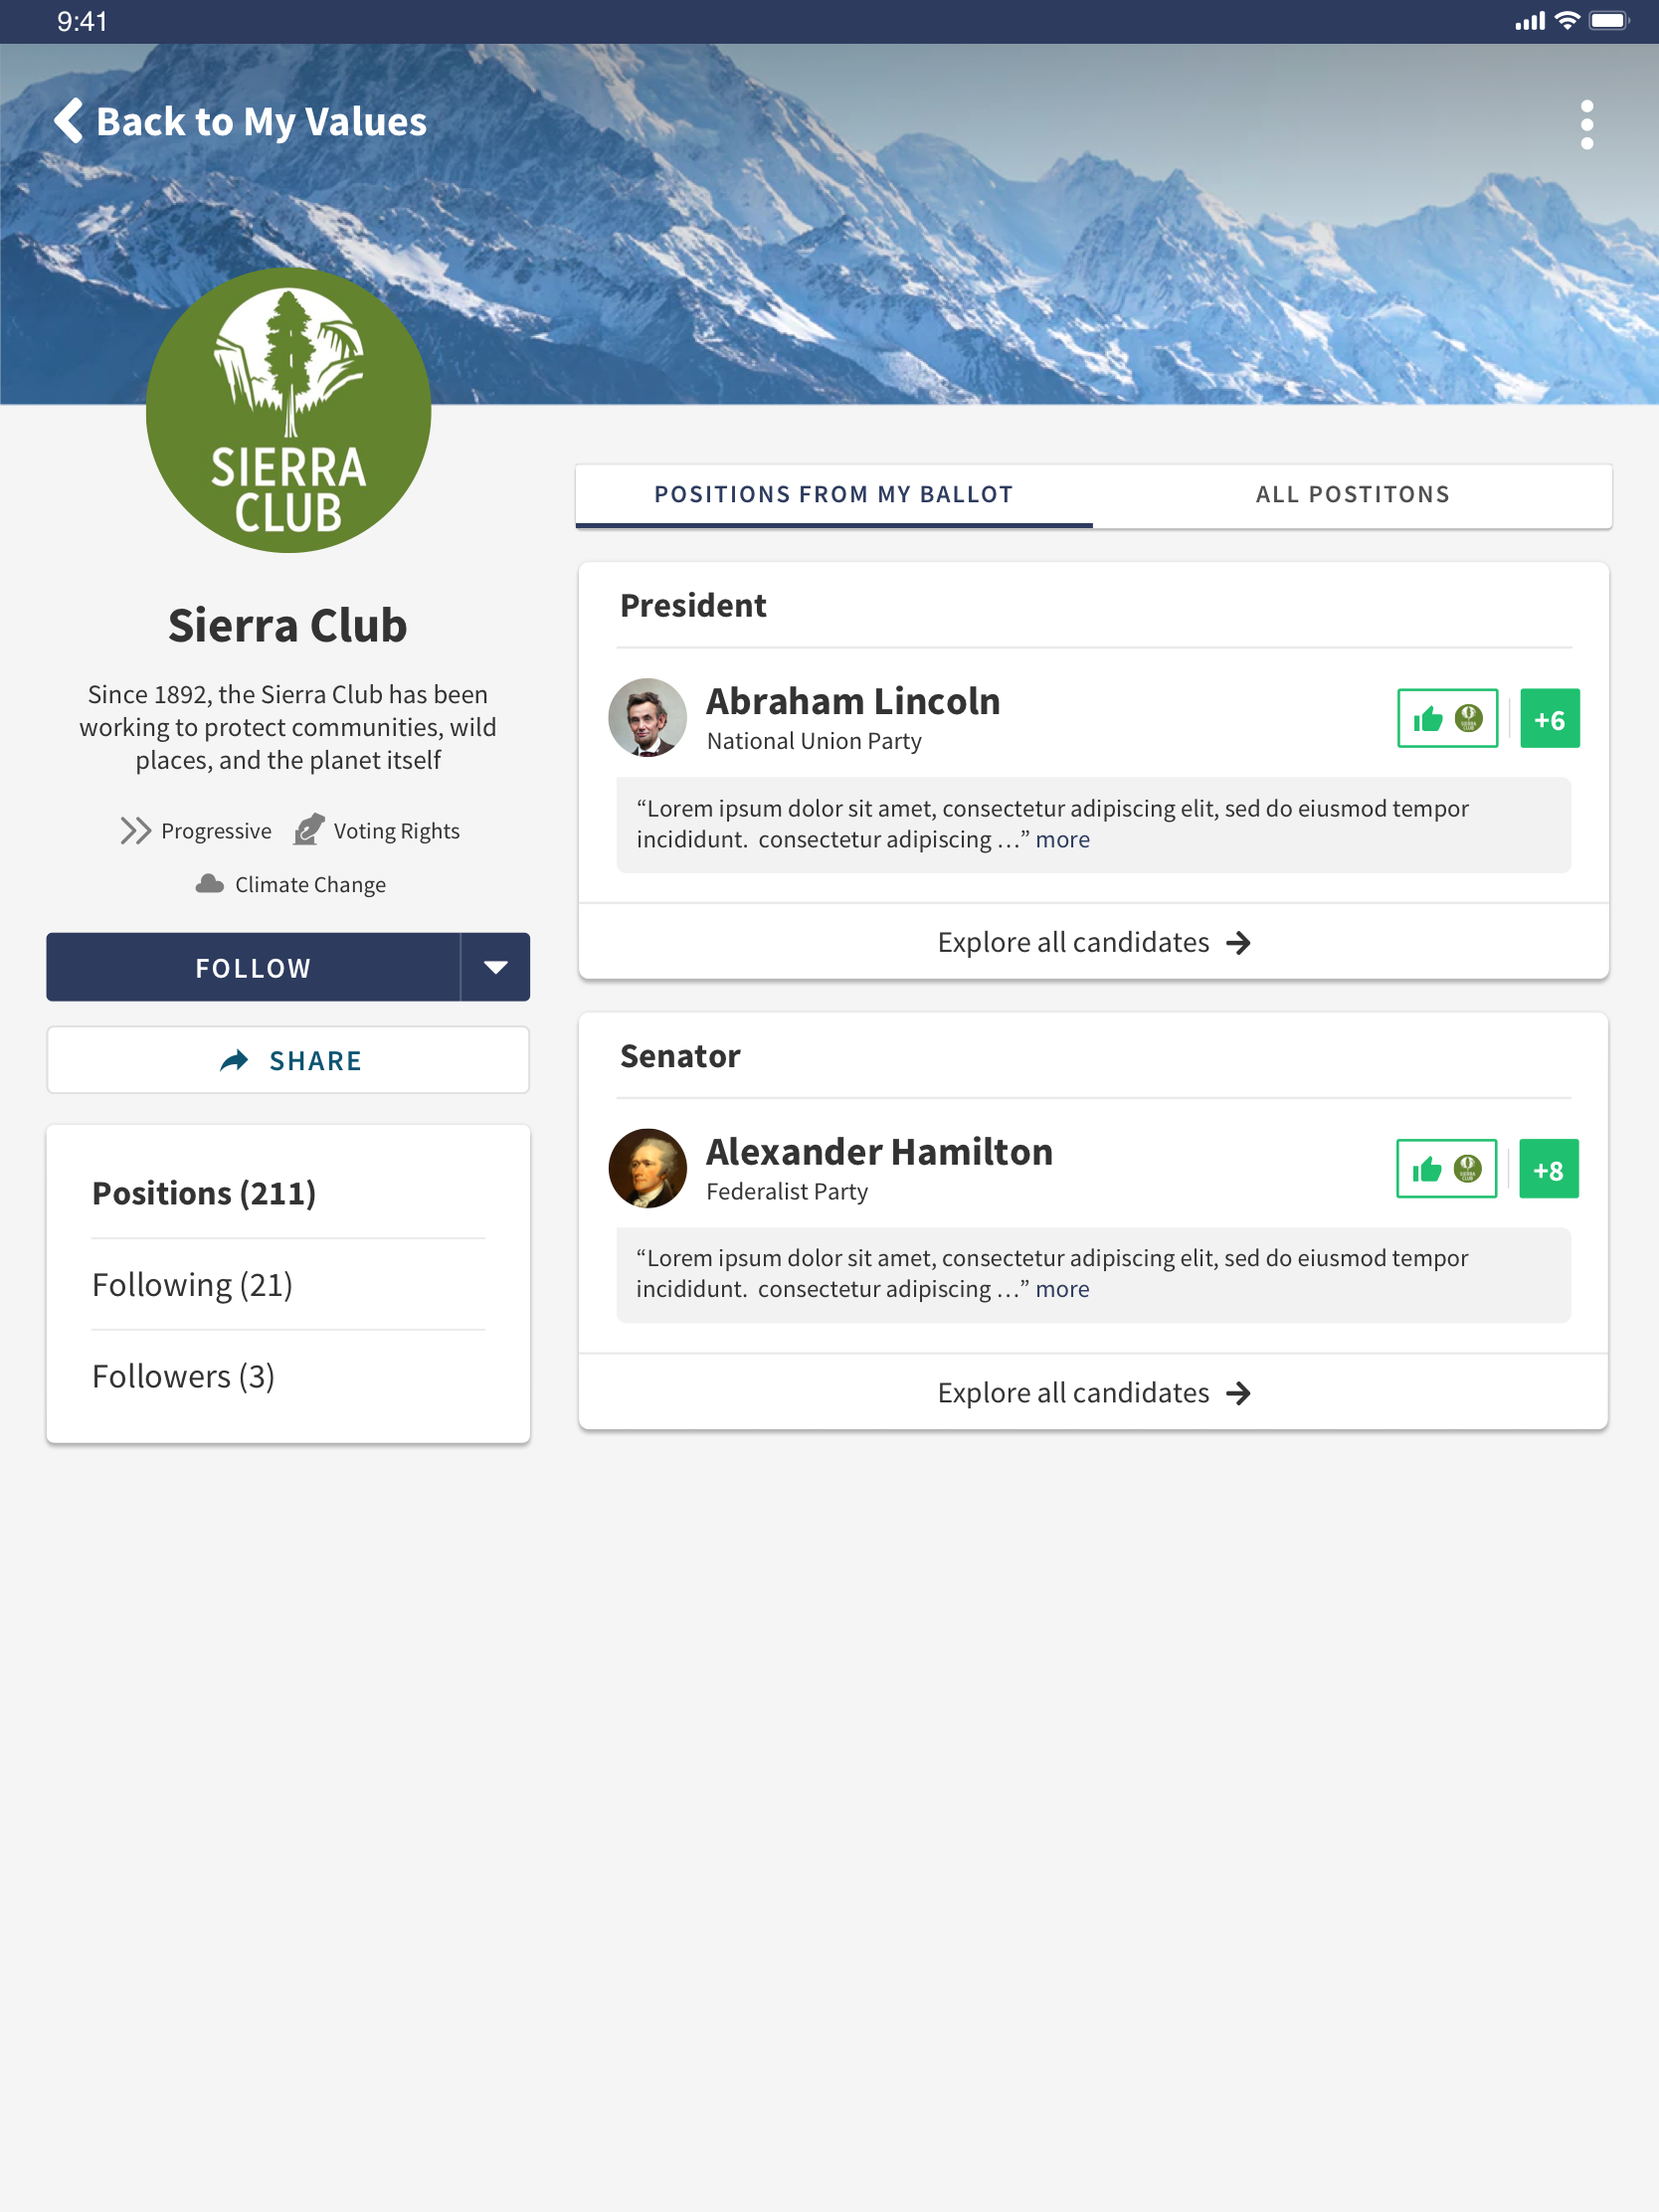 9:41
Back to My Values
SIERRA
CLUB
Sierra Club
Since 1892, the Sierra Club has been
working to protect communities, wild
places, and the planet itself
Progressive Voting Rights
Climate Change
FOLLOW
SHARE
Positions (211)
Following (21)
Followers (3)
POSITIONS FROM MY BALLOT ALL POSTITONS
President
Abraham Lincoln
National Union Party
SIERRA
CLUB
+6
“Lorem ipsum dolor sit amet, consectetur adipiscing elit, sed do eiusmod tempor
incididunt.  consectetur adipiscing …” more
Explore all candidates
Senator
Alexander Hamilton
Federalist Party
SIERRA
CLUB
+8
“Lorem ipsum dolor sit amet, consectetur adipiscing elit, sed do eiusmod tempor
incididunt.  consectetur adipiscing …” more
Explore all candidates